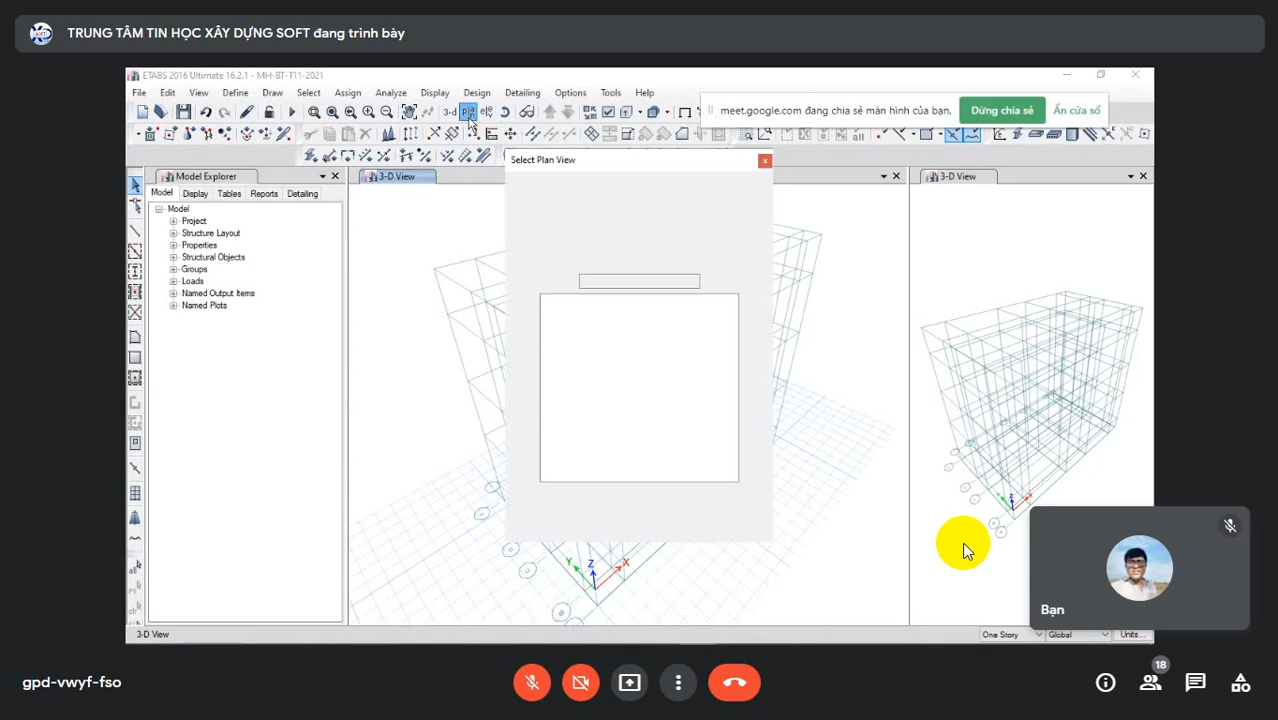 TRUNG TÂM TIN HỌC XÂY DỰNG SOFT đang trình bày
ETABS 2016 Ultimate 16.2.1 - MH-BT-T11-2021
File Edit View Define Draw Select Assign Analyze Display Design Detailing Options Tools Help
3-d
meet.google.com đang chia sẻ màn hình của bạn.
Dừng chia sẻ
Ẩn cửa sổ
all
Select Plan View
Model Explorer
3-D View
3-D View
Model Display Tables Reports Detailing
Model
Project
Structure Layout
Properties
Structural Objects
Groups
Loads
Named Output Items
Named Plots
Y Z X
Z
Bạn
3-D View
One Story
Global
Units...
gpd-vwyf-fso
18